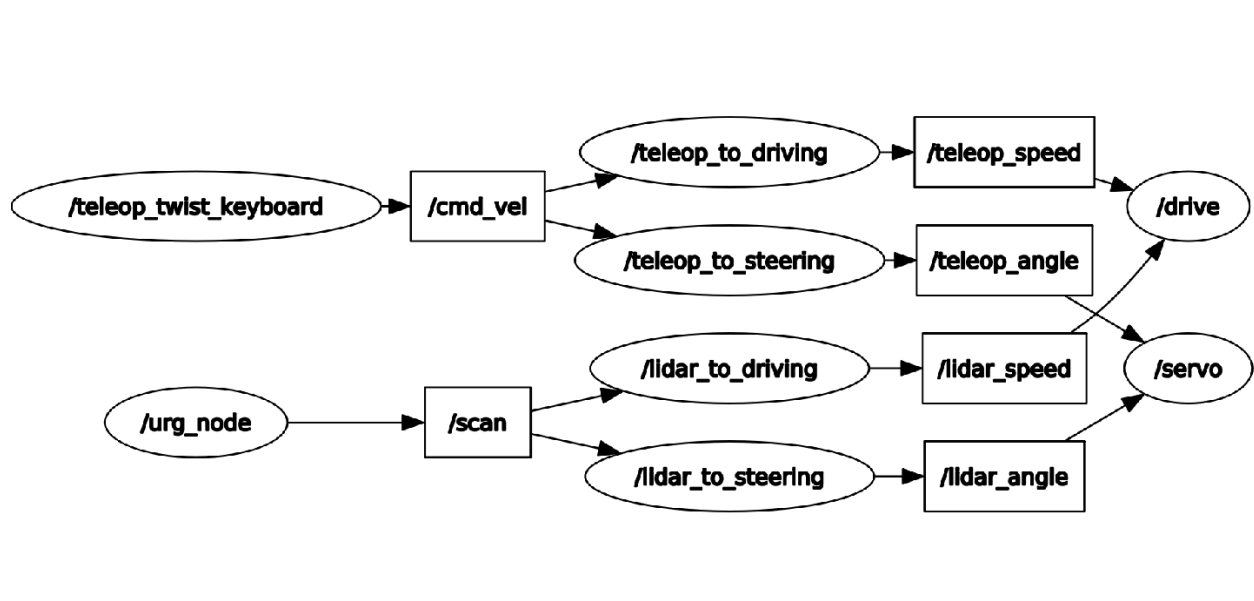 /teleop_twist_keyboard
/cmd_vel
/teleop_to_driving
/teleop_speed
/drive
/teleop_to_steering
/teleop_angle
/urg_node
/scan
/lidar_to_driving
/lidar_speed
/servo
/lidar_to_steering
/lidar_angle